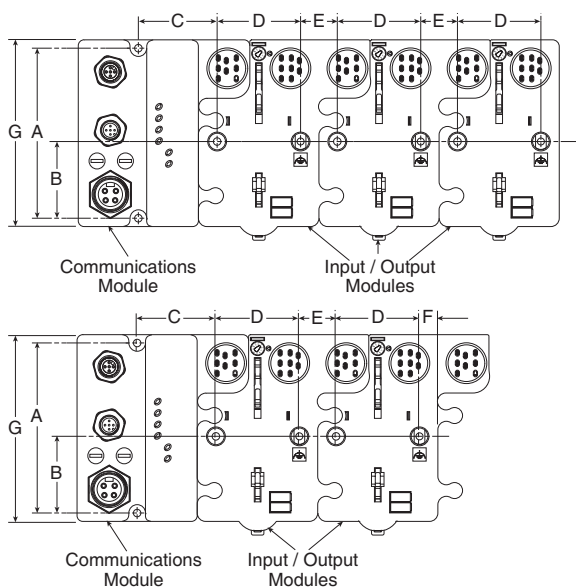 C D E D E D
G A
B
Communications
Module
Input / Output
Modules
C D E D F
G A
B
Communications
Module
Input / Output
Modules